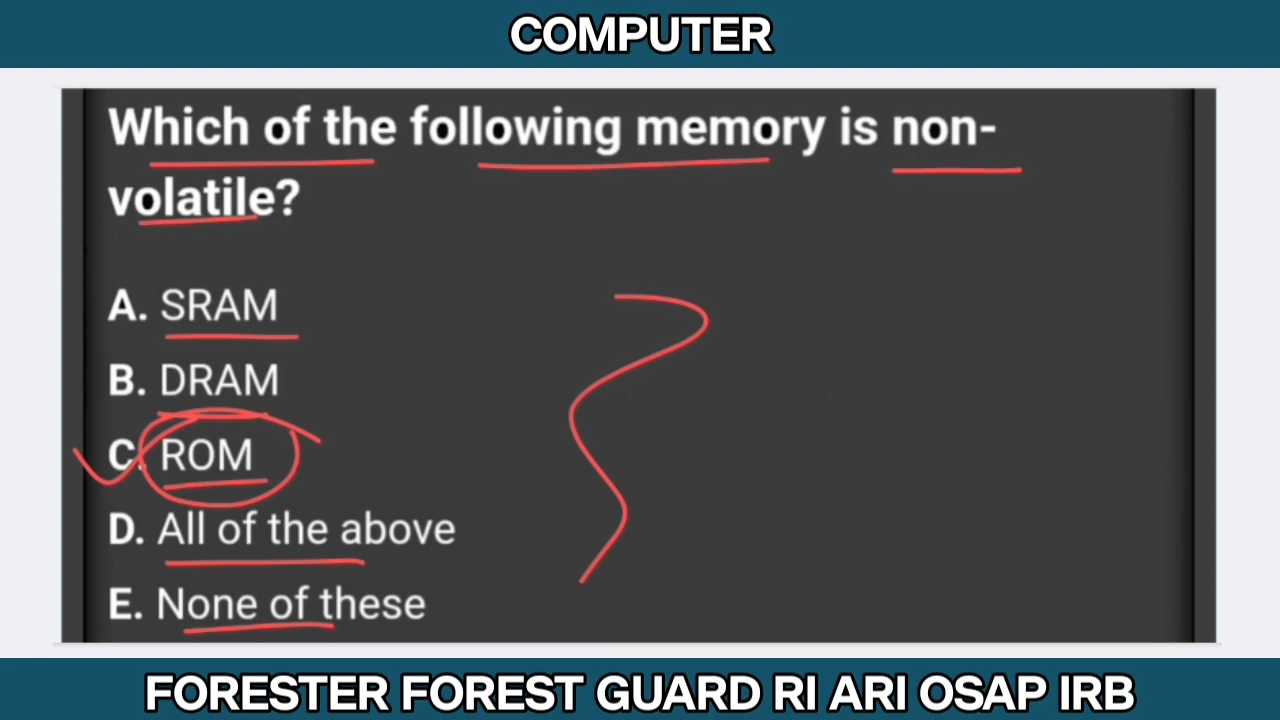 COMPUTER
Which of the following memory is non-
volatile?
A. SRAM
B. DRAM
C. ROM
D. All of the above
E. None of these
FORESTER FOREST GUARD RI ARI OSAP IRB